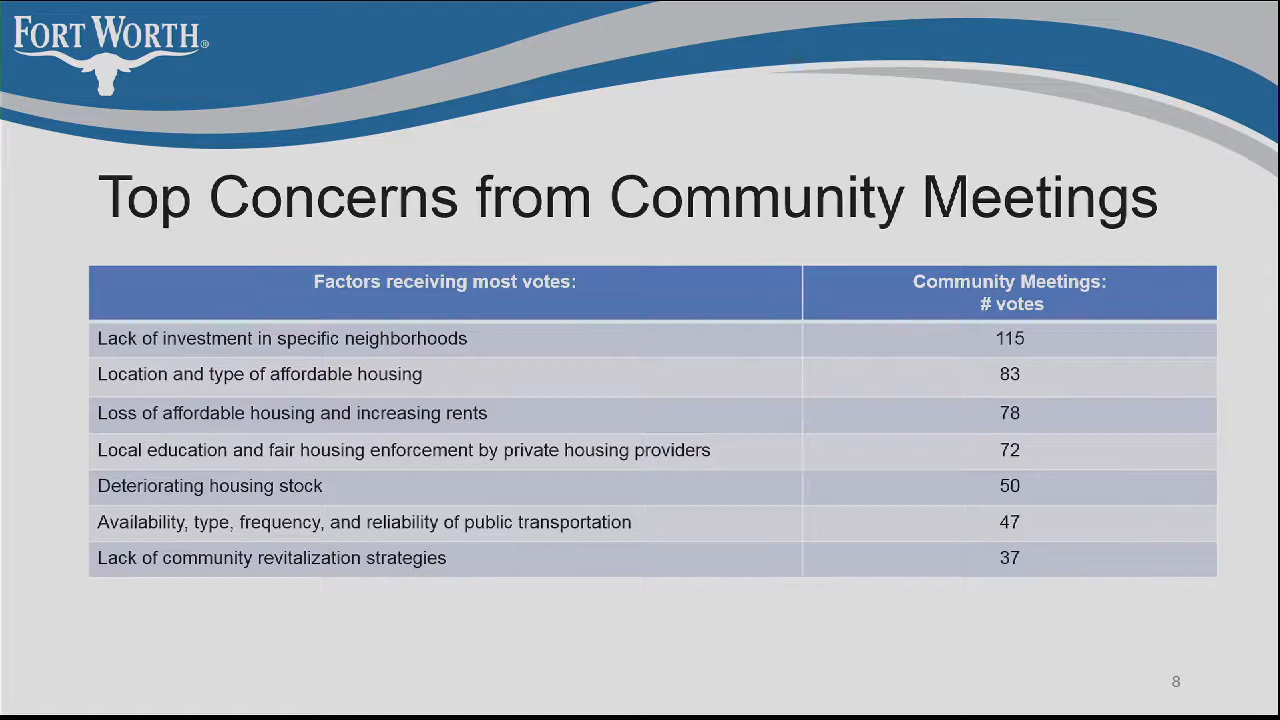 FORT WORTH®
Top Concerns from Community Meetings
Factors receiving most votes:
Community Meetings:
# votes
Lack of investment in specific neighborhoods 115
Location and type of affordable housing 83
Loss of affordable housing and increasing rents 78
Local education and fair housing enforcement by private housing providers 72
Deteriorating housing stock 50
Availability, type, frequency, and reliability of public transportation 47
Lack of community revitalization strategies 37
8